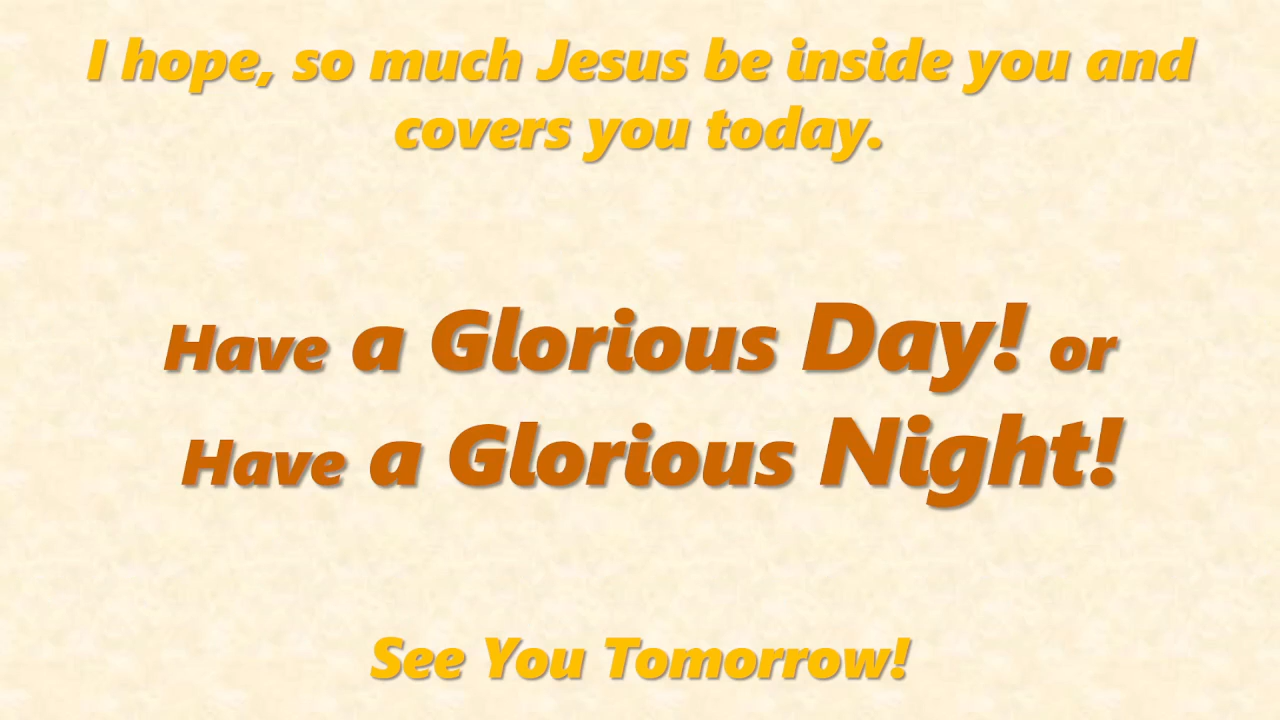 I hope, so much Jesus be inside you and
covers you today.
Have a Glorious Day! or
Have a Glorious Night!
See You Tomorrow!